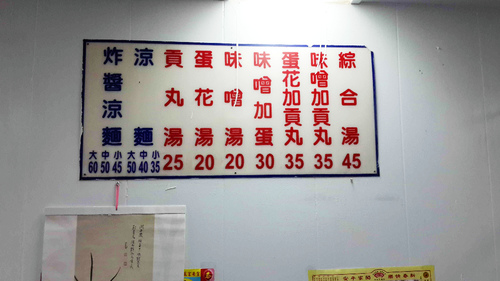 炸醬涼麵 大60 中50 小45
涼麵 大50 中40 小35
貢丸湯 25
蛋花湯 20
味噌湯 20
味噌加蛋 30
蛋花加貢丸 35
味噌加貢丸 35
綜合湯 45